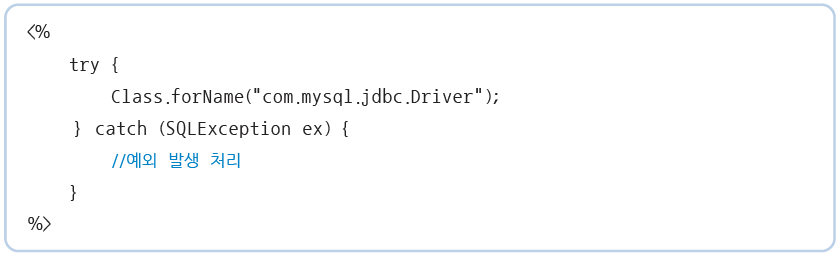 <%
try {
Class.forName("com.mysql.jdbc.Driver");
} catch (SQLException ex) {
//예외 발생 처리
}
%>